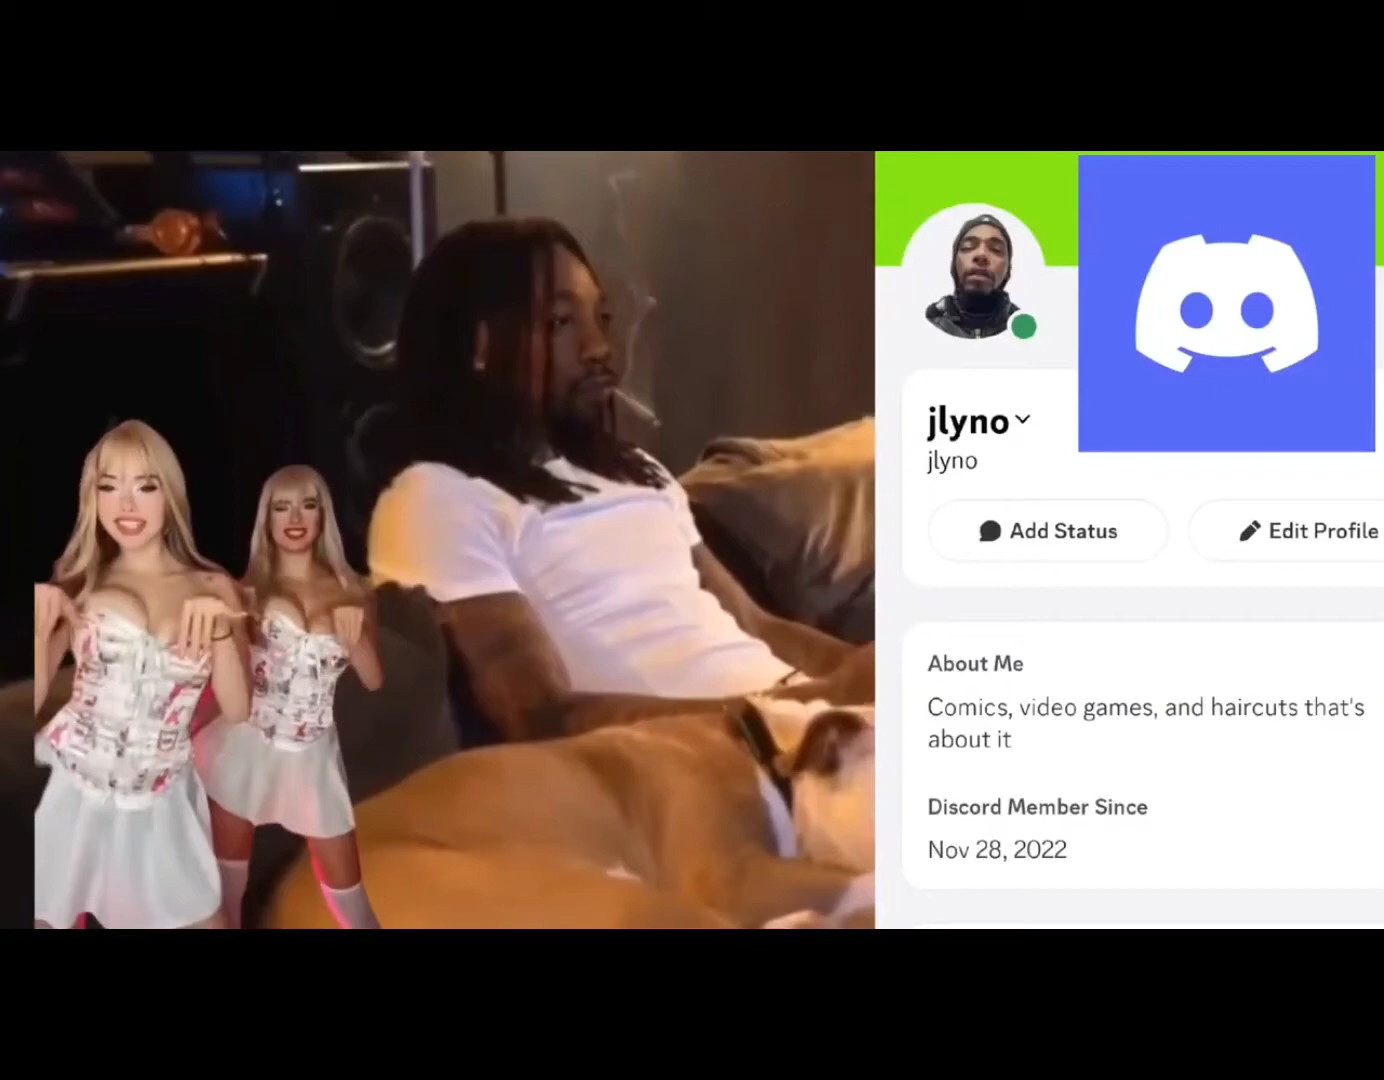 jlyno
jlyno
Add Status
Edit Profile
About Me
Comics, video games, and haircuts that's
about it
Discord Member Since
Nov 28, 2022